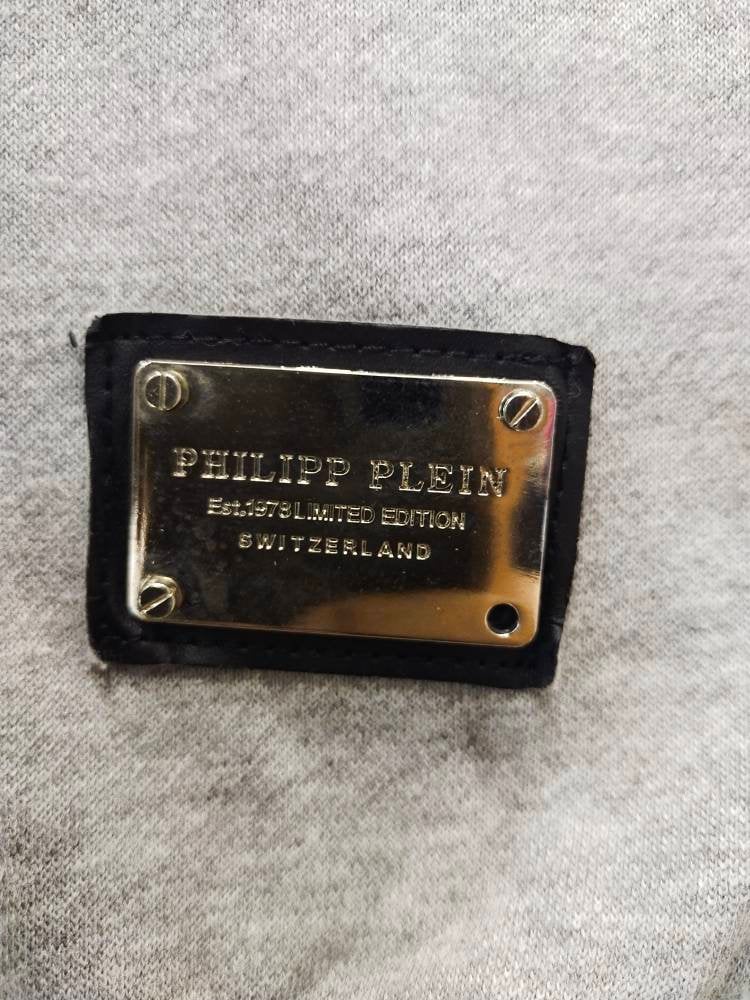 PHILIPP PLEIN
Est.1978 LIMITED EDITION
SWITZERLAND